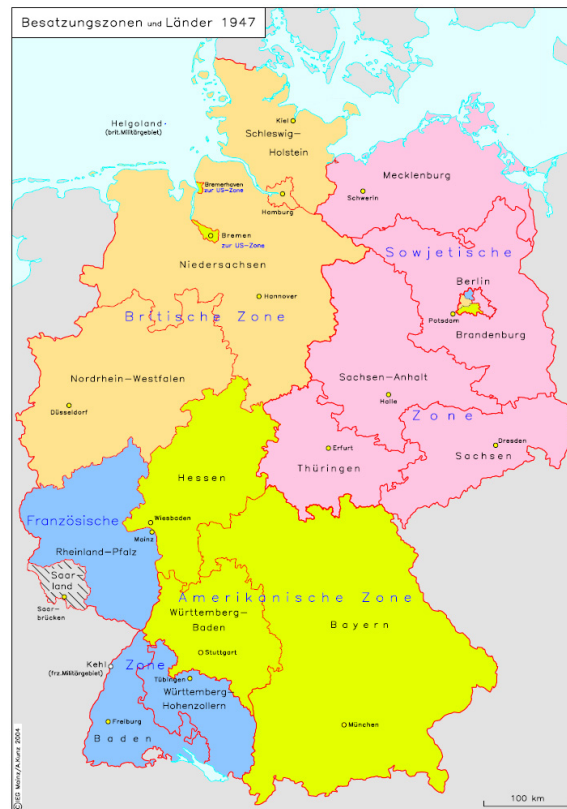 Besatzungszonen und Länder 1947
Kiel
Helgoland
(brit.Militärgebiet)
Schleswig-
Holstein
Mecklenburg
Schwerin
Bremerhaven
zur US-Zone
Hamburg
Bremen
zur US-Zone
Niedersachsen
Sowjetische
Berlin
Hannover
Britische Zone
Potsdam
Brandenburg
Nordrhein-Westfalen
Düsseldorf
Sachsen-Anhalt
Halle
Zone
Dresden
Sachsen
Erfurt
Thüringen
Hessen
Französische
Wiesbaden
Mainz
Rheinland-Pfalz
Saar
land
Saar-
brücken
Amerikanische Zone
Württemberg-
Baden
Bayern
Stuttgart
Kehl
(frz.Militärgebiet)
Zone
Tübingen
Württemberg-
Hohenzollern
Freiburg
Baden
München
©IEG Mainz/A.Kunz 2004
100 km